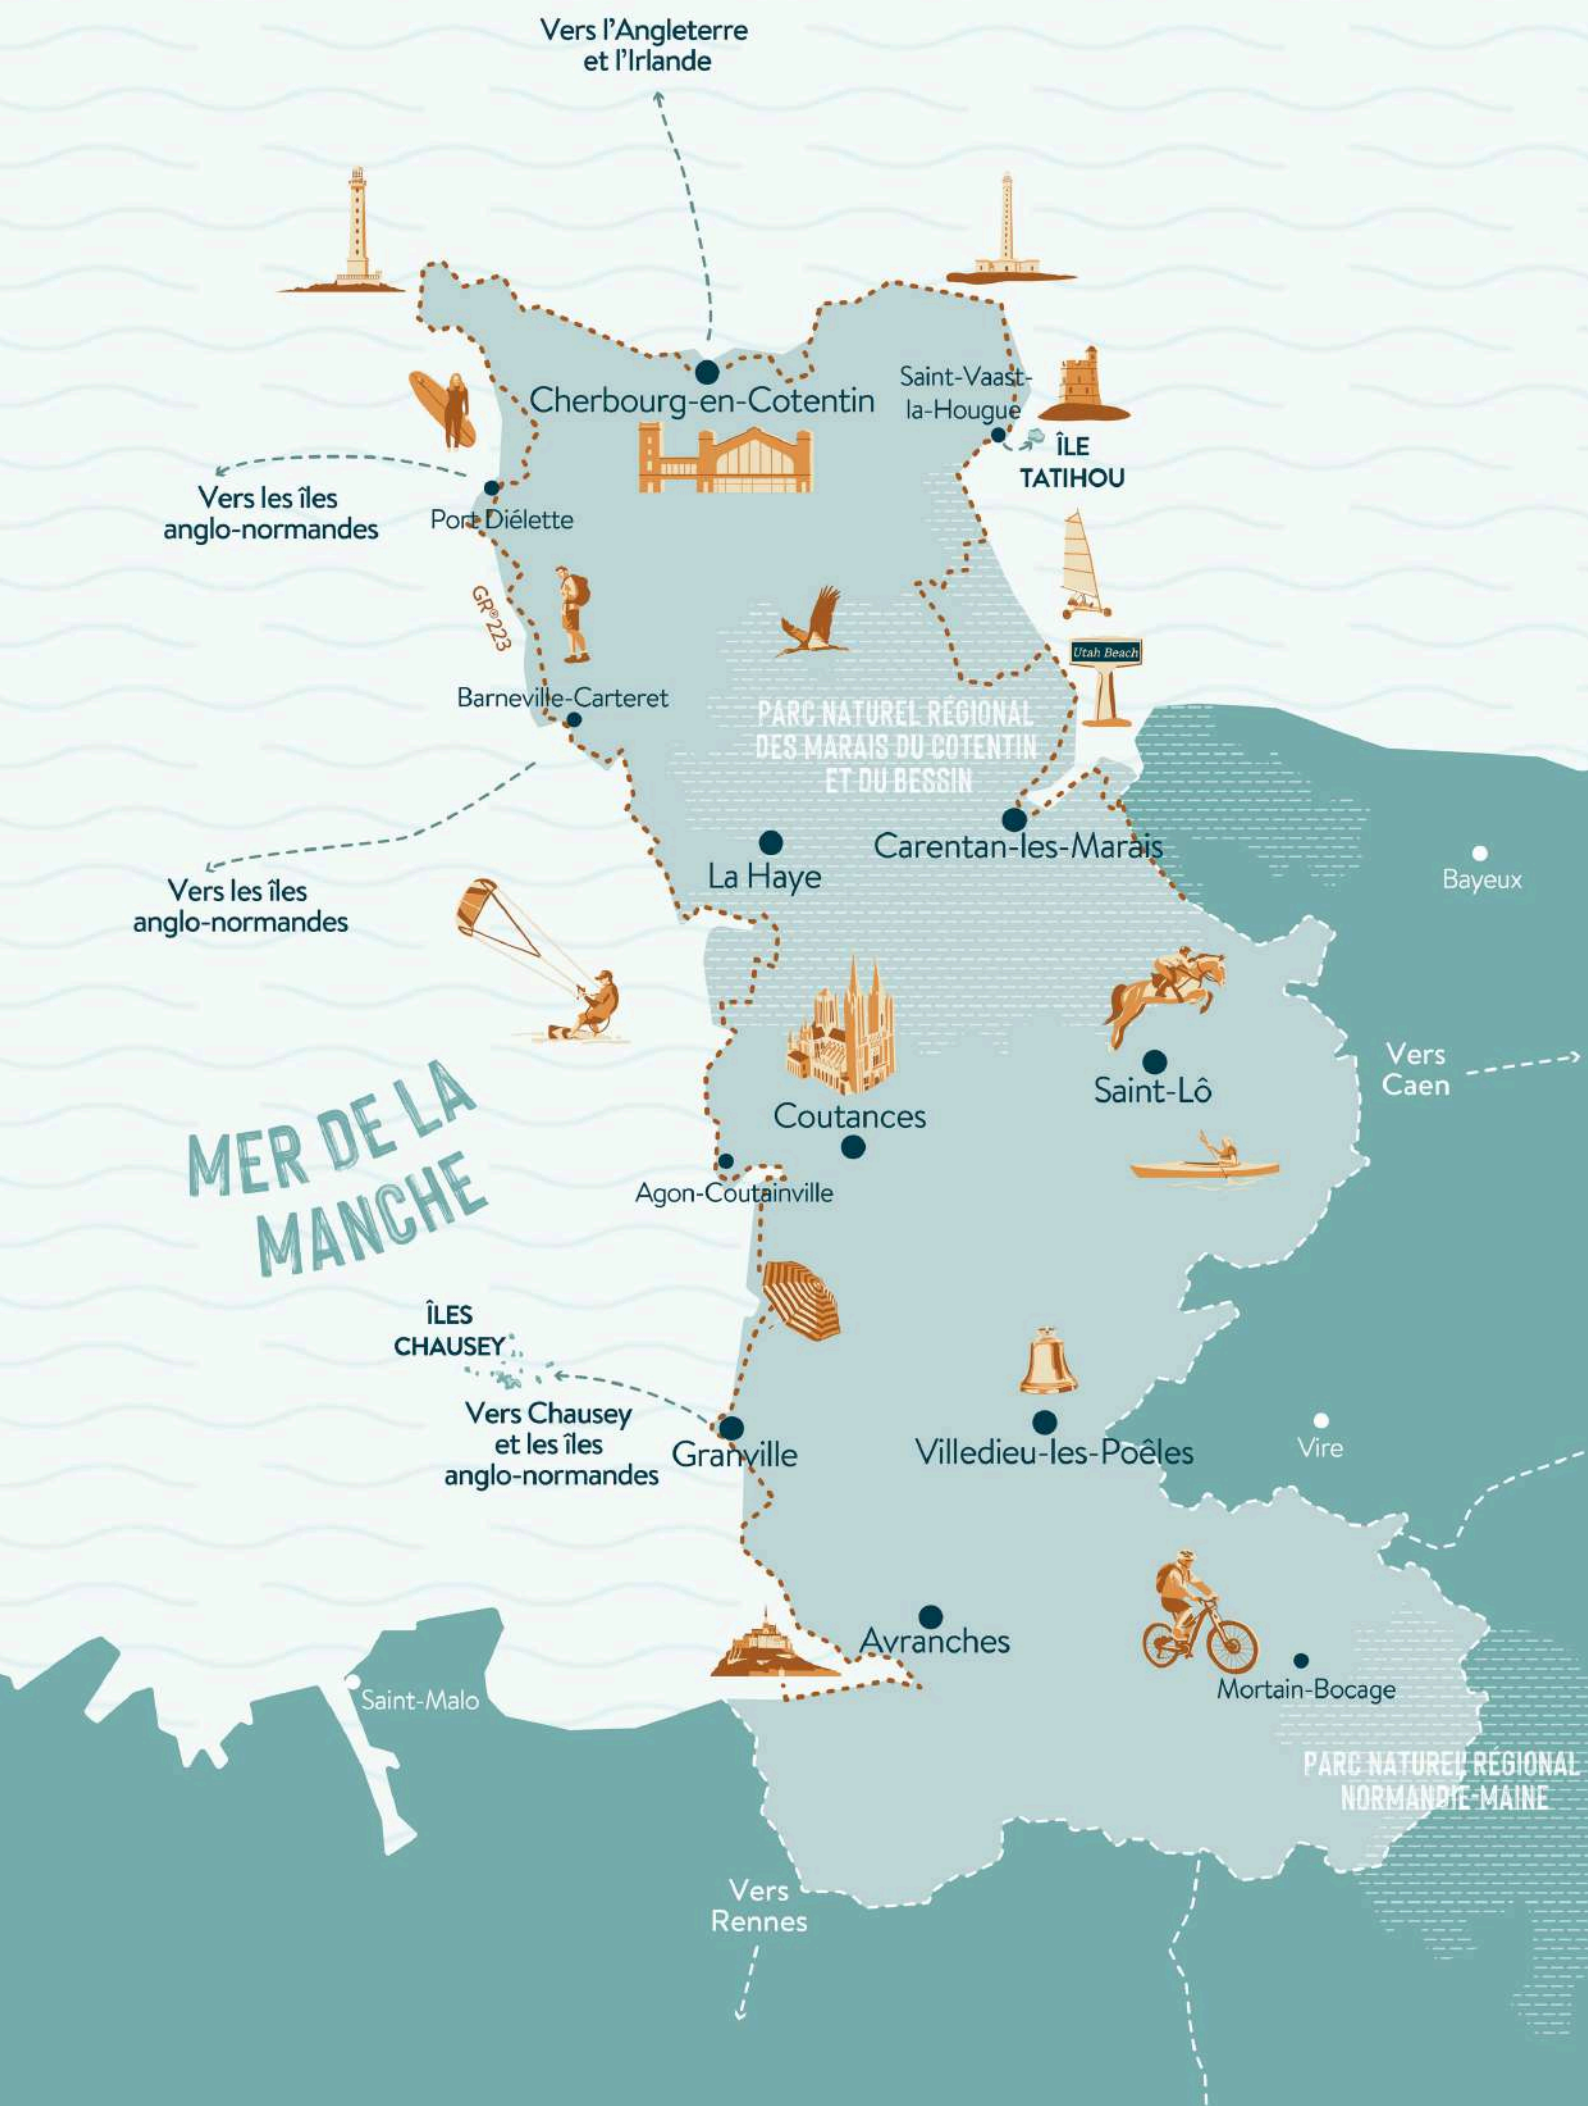 Vers l'Angleterre
et l'Irlande
Cherbourg-en-Cotentin
Saint-Vaast-
la-Hougue
ÎLE
TATIHOU
Vers les îles
anglo-normandes
Port Diélette
GR®223
Utah Beach
Barneville-Carteret
PARC NATUREL RÉGIONAL
DES MARAIS DU COTENTIN
ET DU BESSIN
Carentan-les-Marais
La Haye
Bayeux
Vers les îles
anglo-normandes
Vers
Caen
Saint-Lô
Coutances
MER DE LA
MANCHE
Agon-Coutainville
ÎLES
CHAUSEY
Vers Chausey
et les îles
anglo-normandes
Granville
Villedieu-les-Poêles
Vire
Avranches
Mortain-Bocage
Saint-Malo
PARC NATUREL RÉGIONAL
NORMANDIE-MAINE
Vers
Rennes